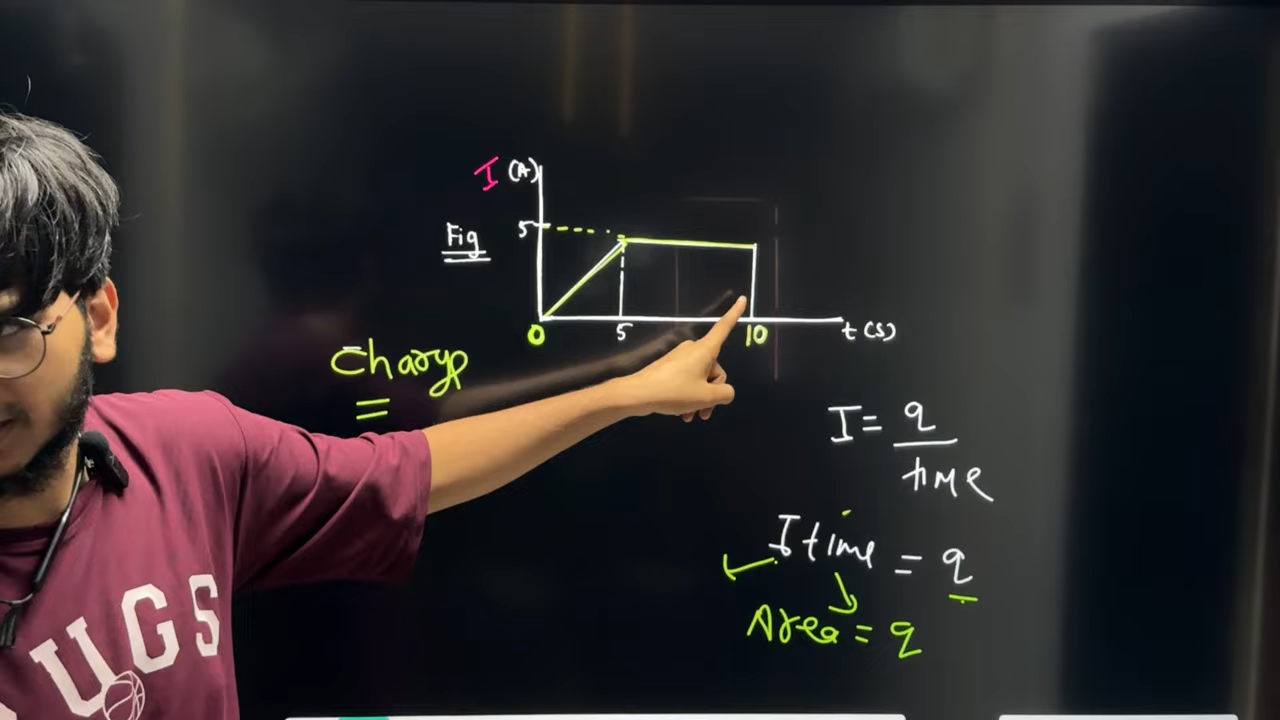 I (A)
5
Fig
0 5 10 t (s)
Charge
=
I = q
time
I time = q
Area = q
UGS